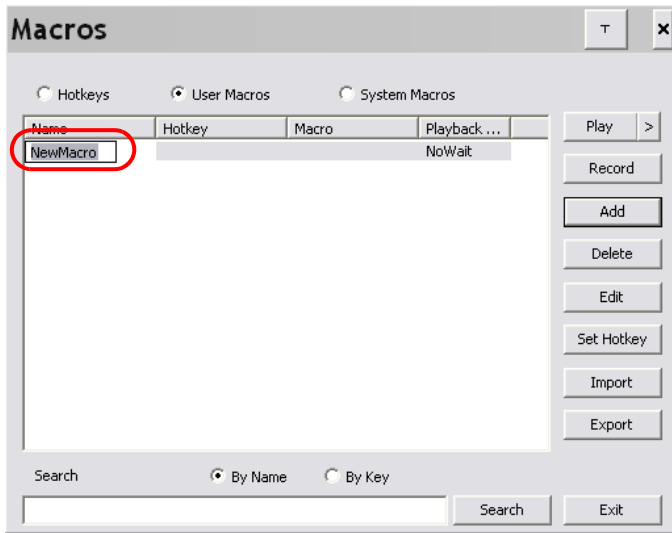 Macros
T
×
Hotkeys
User Macros
System Macros
Name Hotkey Macro Playback ...
NewMacro NoWait
Play >
Record
Add
Delete
Edit
Set Hotkey
Import
Export
Search
By Name
By Key
Search
Exit